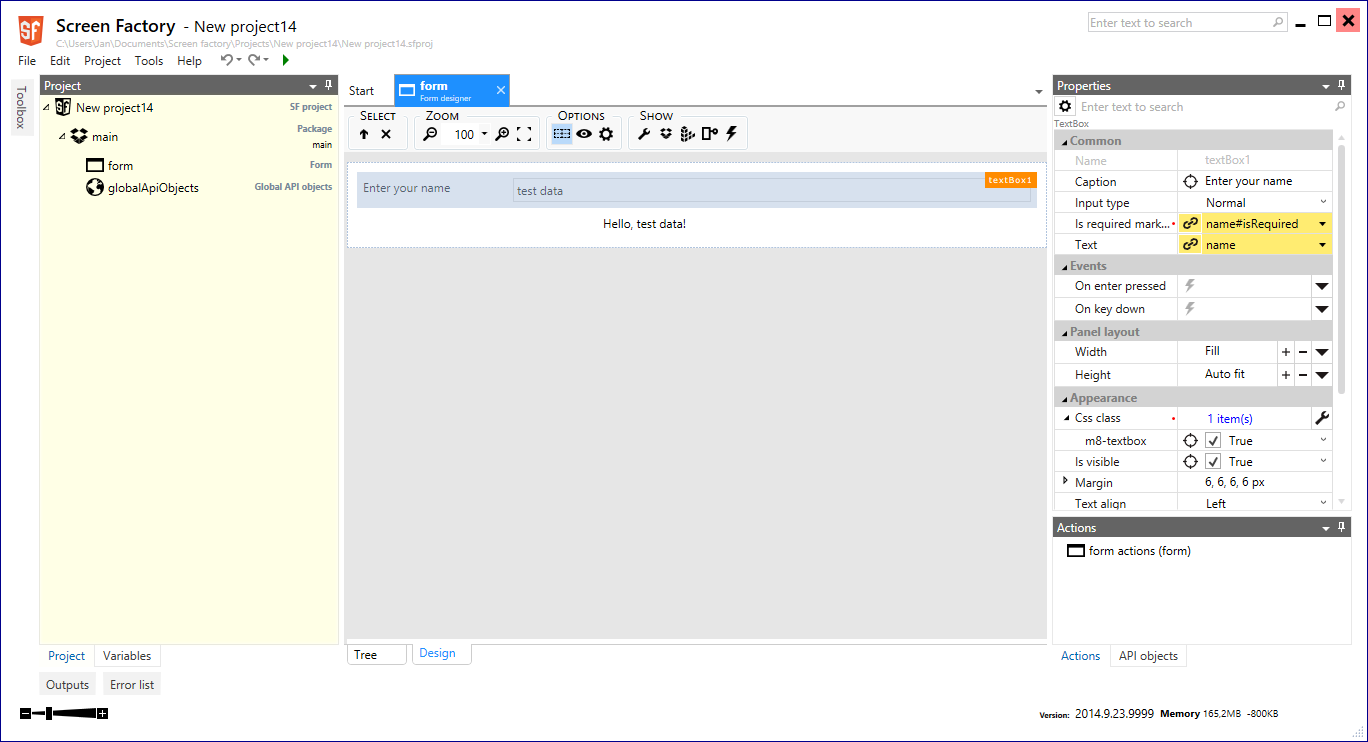 SF Screen Factory - New project14
Enter text to search
C:\Users\Jan\Documents\Screen factory\Projects\New project14\New project14.sfproj
File Edit Project Tools Help
Toolbox
Project
SF New project14 SF project
main Package
main
form Form
globalApiObjects Global API objects
Start
form
Form designer
SELECT ZOOM OPTIONS SHOW
100
Enter your name test data textBox1
Hello, test data!
Tree Design
Properties
Enter text to search
TextBox
Common
Name textBox1
Caption Enter your name
Input type Normal
Is required mark... name#isRequired
Text name
Events
On enter pressed
On key down
Panel layout
Width Fill
Height Auto fit
Appearance
Css class 1 item(s)
m8-textbox True
Is visible True
Margin 6, 6, 6, 6 px
Text align Left
Actions
form actions (form)
Project Variables
Actions API objects
Outputs Error list
Version: 2014.9.23.9999 Memory 165,2MB -800KB